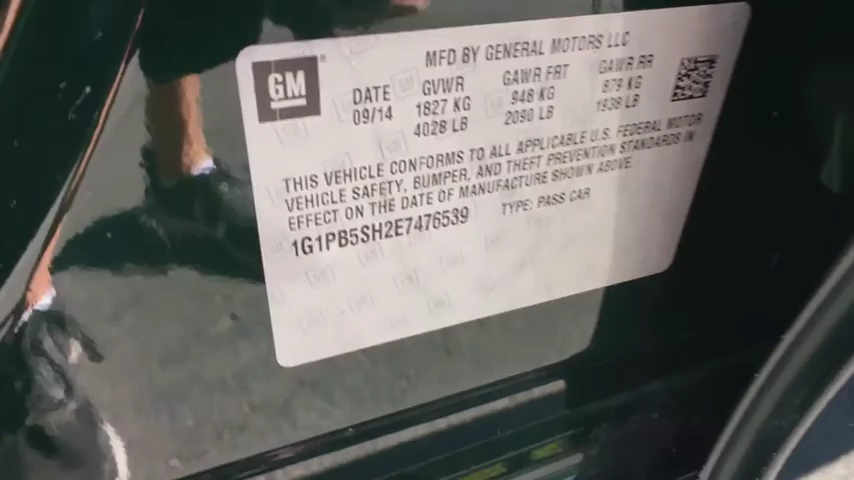 GM
MFD BY GENERAL MOTORS LLC
DATE GVWR GAWR FRT GAWR RR
09/14 1827 KG 948 KG 879 KG
4028 LB 2090 LB 1938 LB
THIS VEHICLE CONFORMS TO ALL APPLICABLE U.S. FEDERAL MOTOR
VEHICLE SAFETY, BUMPER, AND THEFT PREVENTION STANDARDS IN
EFFECT ON THE DATE OF MANUFACTURE SHOWN ABOVE.
1G1PB5SH2E7476539 TYPE: PASS CAR